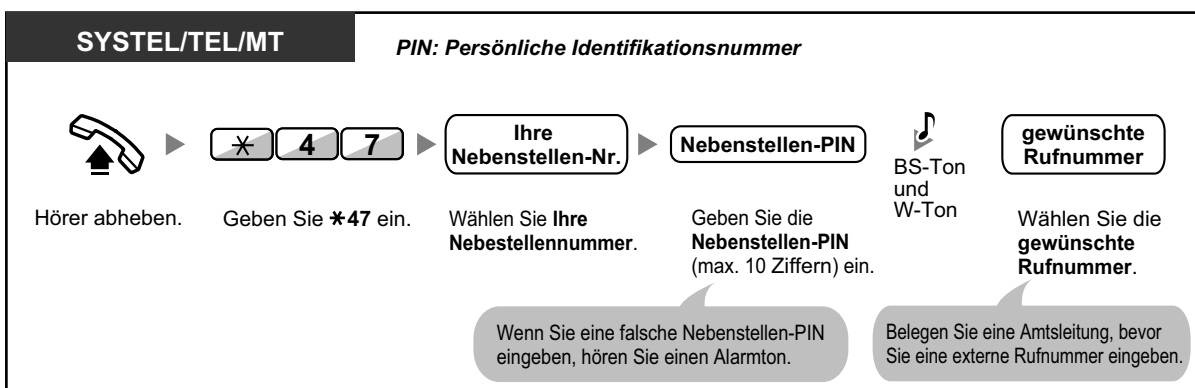 SYSTEL/TEL/MT
PIN: Persönliche Identifikationsnummer
Hörer abheben.
* 4 7
Geben Sie *47 ein.
Ihre
Nebenstellen-Nr.
Wählen Sie Ihre
Nebestellennummer.
Nebenstellen-PIN
Geben Sie die
Nebenstellen-PIN
(max. 10 Ziffern) ein.
Wenn Sie eine falsche Nebenstellen-PIN
eingeben, hören Sie einen Alarmton.
BS-Ton
und
W-Ton
gewünschte
Rufnummer
Wählen Sie die
gewünschte
Rufnummer.
Belegen Sie eine Amtsleitung, bevor
Sie eine externe Rufnummer eingeben.